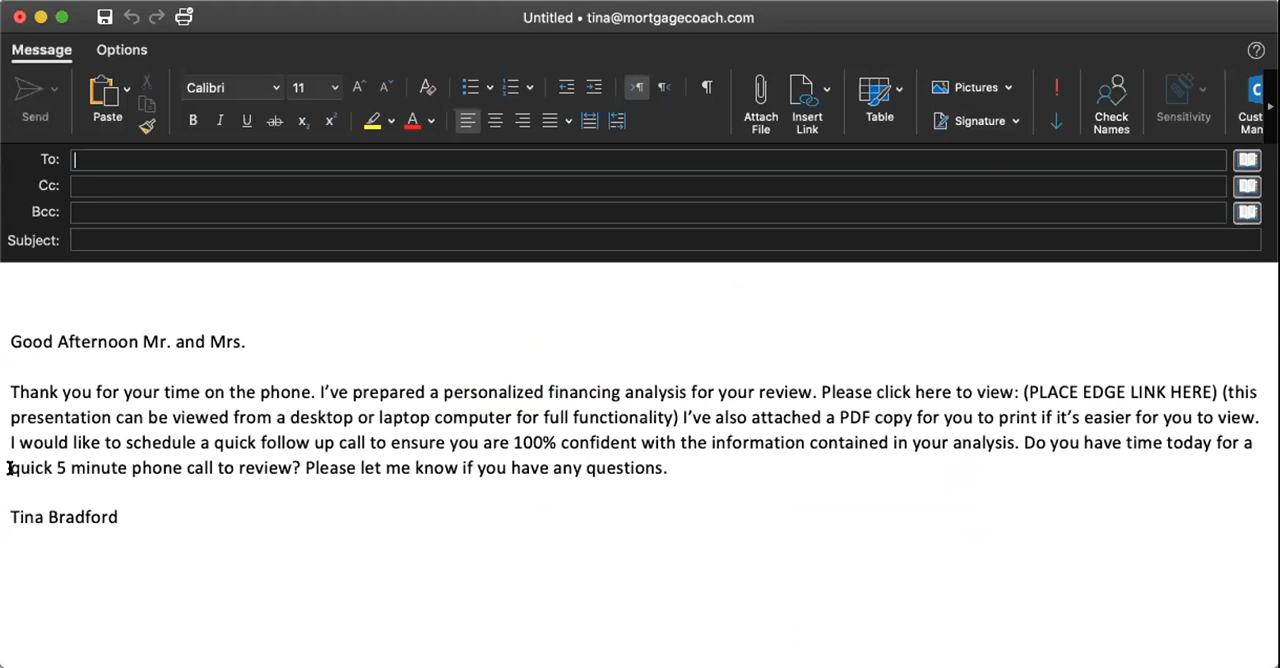 Untitled • tina@mortgagecoach.com
Message Options
Send
Paste
Calibri 11
B I U ab x₂ x²
A
Attach File
Insert Link
Table
Pictures
Signature
Check Names
Sensitivity
Cust
Man
To:
Cc:
Bcc:
Subject:
Good Afternoon Mr. and Mrs.
Thank you for your time on the phone. I’ve prepared a personalized financing analysis for your review. Please click here to view: (PLACE EDGE LINK HERE) (this
presentation can be viewed from a desktop or laptop computer for full functionality) I’ve also attached a PDF copy for you to print if it’s easier for you to view.
I would like to schedule a quick follow up call to ensure you are 100% confident with the information contained in your analysis. Do you have time today for a
quick 5 minute phone call to review? Please let me know if you have any questions.
Tina Bradford